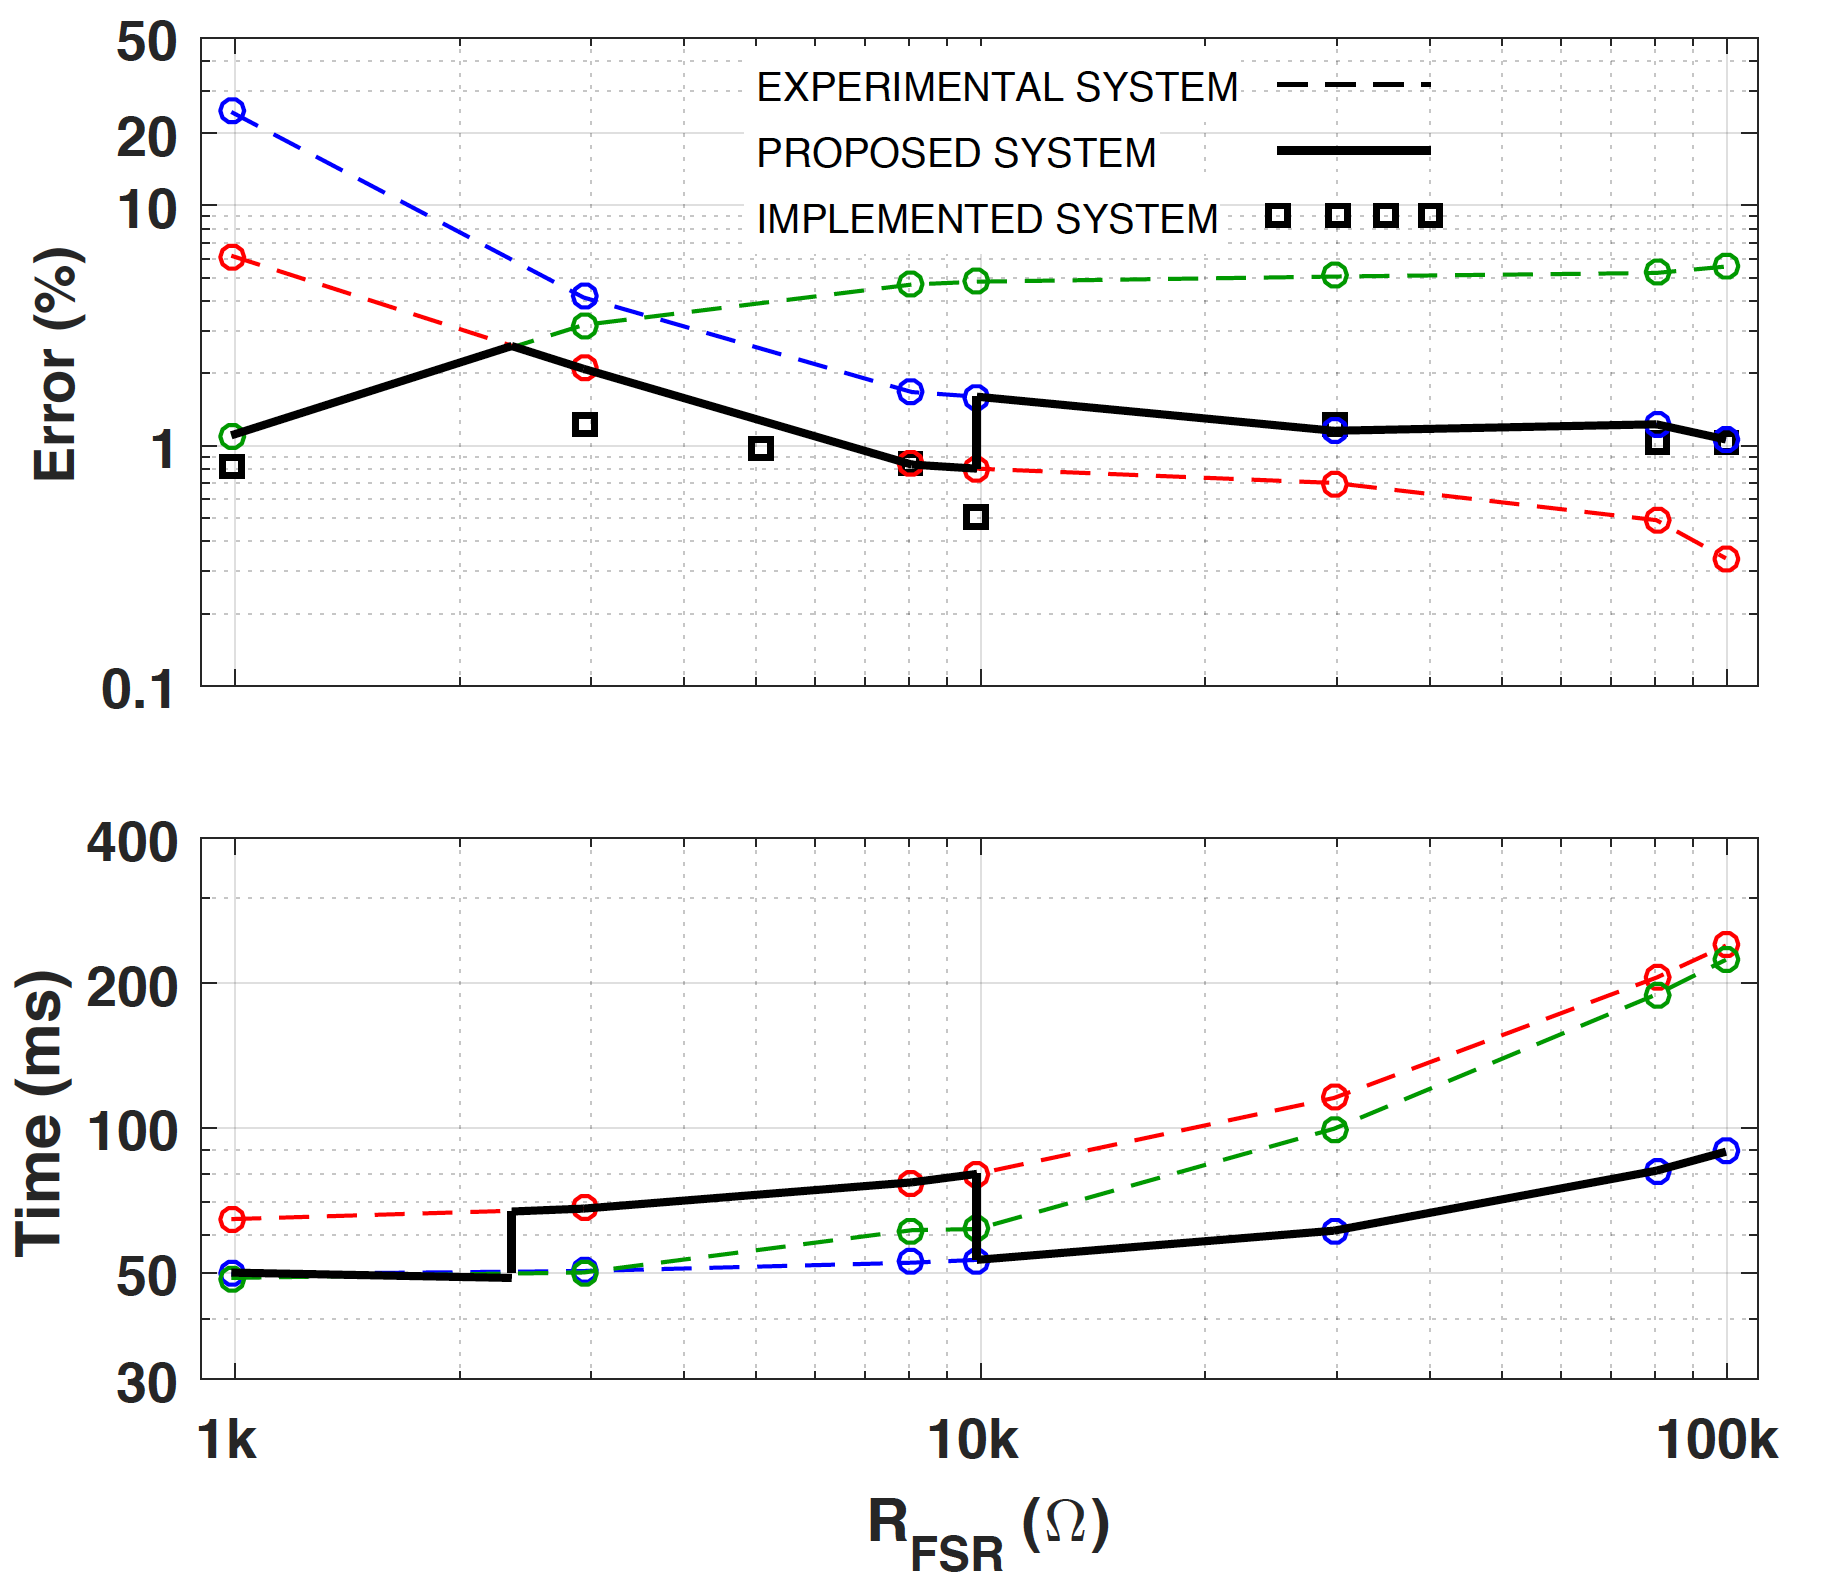 50
20
10
1
0.1
Error (%)
EXPERIMENTAL SYSTEM
PROPOSED SYSTEM
IMPLEMENTED SYSTEM
400
200
100
50
30
Time (ms)
1k 10k 100k
R_FSR (Ω)